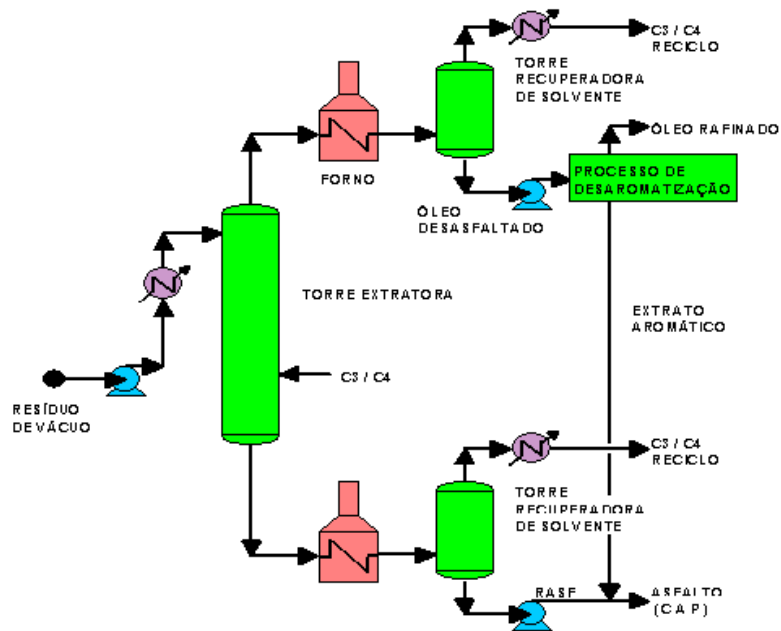 C3 / C4
RECICLO
TORRE
RECUPERADORA
DE SOLVENTE
ÓLEO RAFINADO
FORNO
PROCESSO DE
DESAROMATIZAÇÃO
ÓLEO
DESASFALTADO
TORRE EXTRATORA
EXTRATO
AROMÁTICO
C3 / C4
RESÍDUO
DE VÁCUO
C3 / C4
RECICLO
TORRE
RECUPERADORA
DE SOLVENTE
RASF
ASFALTO
(C A P)